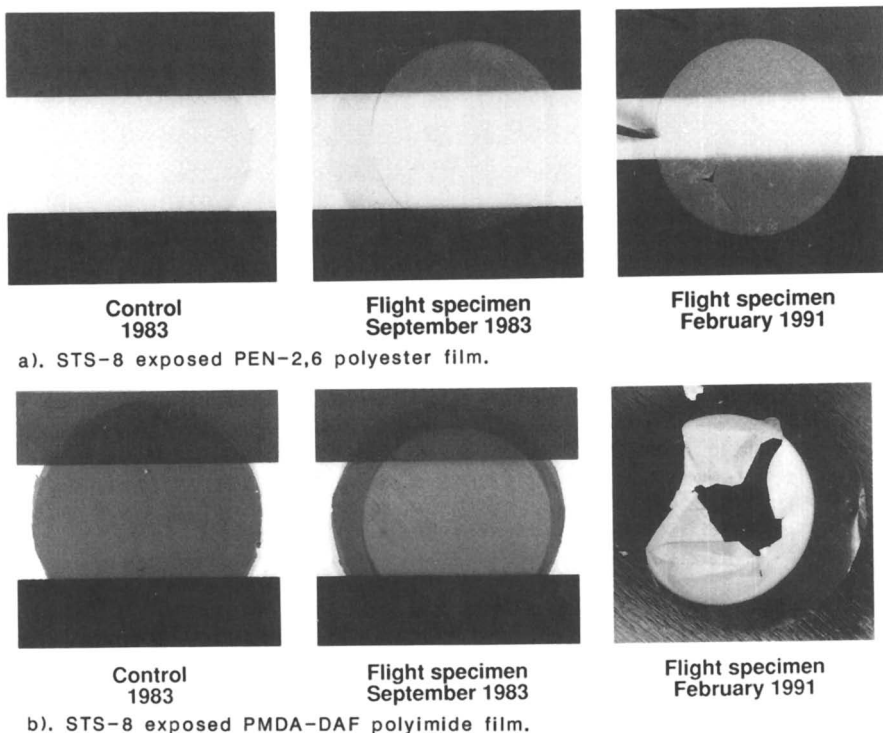 Control
1983
Flight specimen
September 1983
Flight specimen
February 1991
a). STS-8 exposed PEN-2,6 polyester film.
Control
1983
Flight specimen
September 1983
Flight specimen
February 1991
b). STS-8 exposed PMDA-DAF polyimide film.